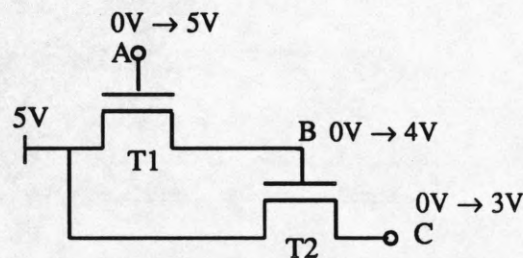 0V → 5V
A
5V
T1
B 0V → 4V
0V → 3V
T2
C